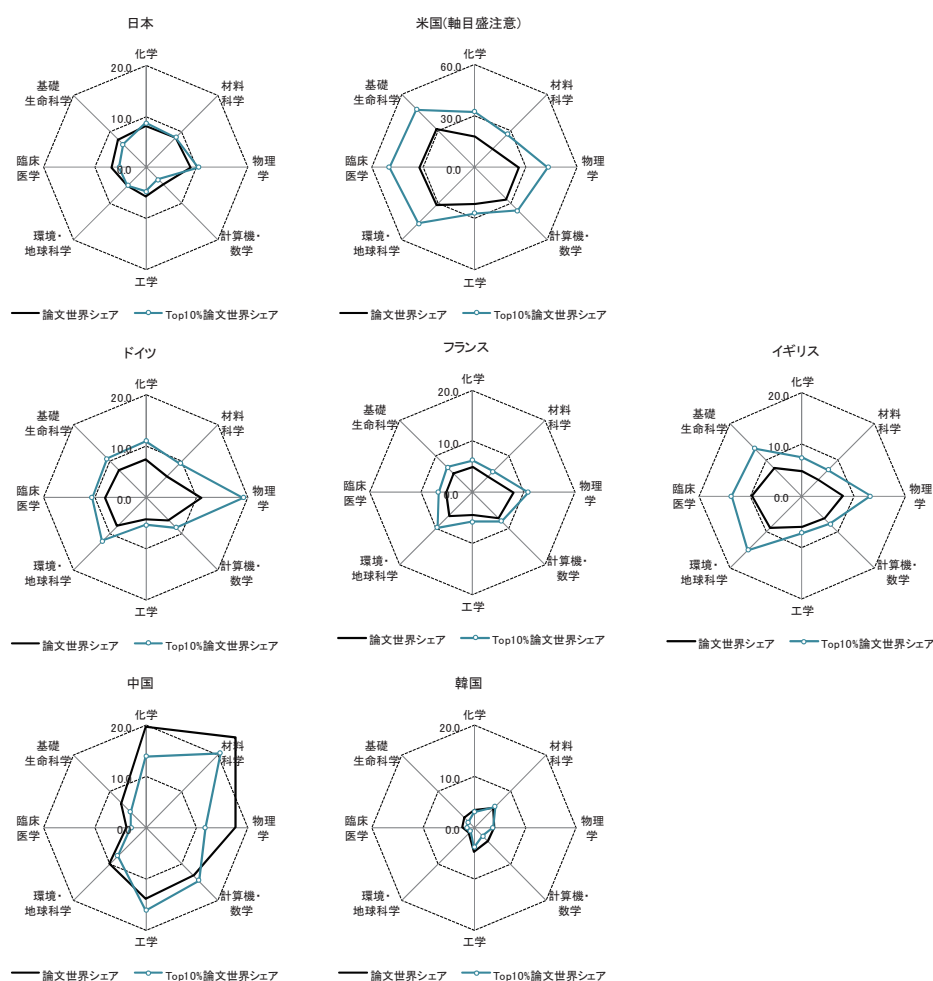 日本
化学
20.0
材料
科学
10.0
基礎
生命科学
臨床
医学
0.0
物理
学
環境・
地球科学
計算機・
数学
工学
論文世界シェア
Top10%論文世界シェア
米国(軸目盛注意)
化学
60.0
材料
科学
30.0
基礎
生命科学
臨床
医学
0.0
物理
学
環境・
地球科学
計算機・
数学
工学
論文世界シェア
Top10%論文世界シェア
ドイツ
化学
20.0
材料
科学
10.0
基礎
生命科学
臨床
医学
0.0
物理
学
環境・
地球科学
計算機・
数学
工学
論文世界シェア
Top10%論文世界シェア
フランス
化学
20.0
材料
科学
10.0
基礎
生命科学
臨床
医学
0.0
物理
学
環境・
地球科学
計算機・
数学
工学
論文世界シェア
Top10%論文世界シェア
イギリス
化学
20.0
材料
科学
10.0
基礎
生命科学
臨床
医学
0.0
物理
学
環境・
地球科学
計算機・
数学
工学
論文世界シェア
Top10%論文世界シェア
中国
化学
20.0
材料
科学
10.0
基礎
生命科学
臨床
医学
0.0
物理
学
環境・
地球科学
計算機・
数学
工学
論文世界シェア
Top10%論文世界シェア
韓国
化学
20.0
材料
科学
10.0
基礎
生命科学
臨床
医学
0.0
物理
学
環境・
地球科学
計算機・
数学
工学
論文世界シェア
Top10%論文世界シェア